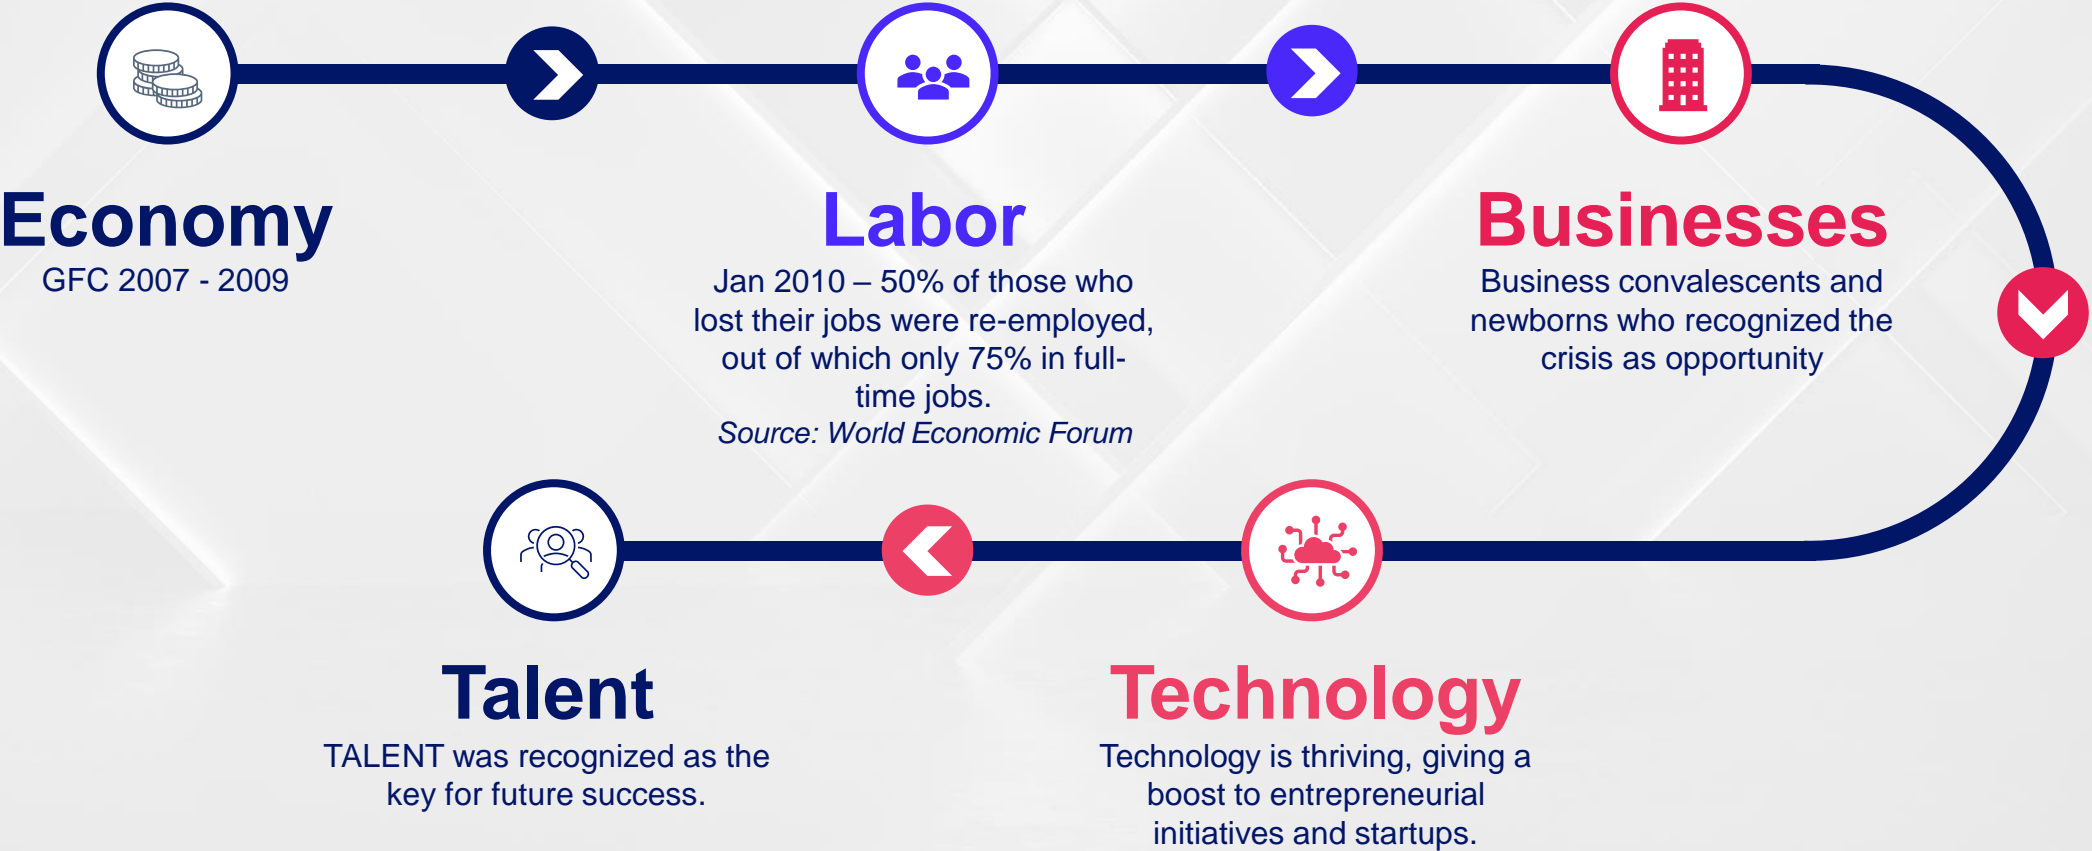 Economy
GFC 2007 - 2009
Labor
Jan 2010 – 50% of those who
lost their jobs were re-employed,
out of which only 75% in full-
time jobs.
Source: World Economic Forum
Businesses
Business convalescents and
newborns who recognized the
crisis as opportunity
Technology
Technology is thriving, giving a
boost to entrepreneurial
initiatives and startups.
Talent
TALENT was recognized as the
key for future success.